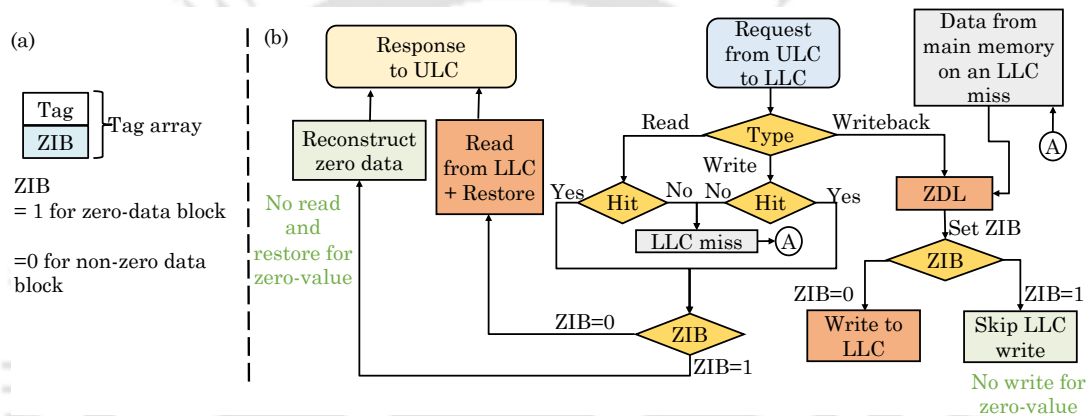 (a)
Tag
ZIB
Tag array
ZIB
= 1 for zero-data block
=0 for non-zero data
block
(b)
Response
to ULC
Request
from ULC
to LLC
Data from
main memory
on an LLC
miss
A
Reconstruct
zero data
Read
from LLC
+ Restore
Read
Type
Writeback
Write
ZDL
Yes
Hit
No
No
Hit
Yes
LLC miss
A
Set ZIB
ZIB
No read
and
restore for
zero-value
ZIB=0
ZIB=1
ZIB=0
ZIB
ZIB=1
Write to
LLC
Skip LLC
write
No write for
zero-value